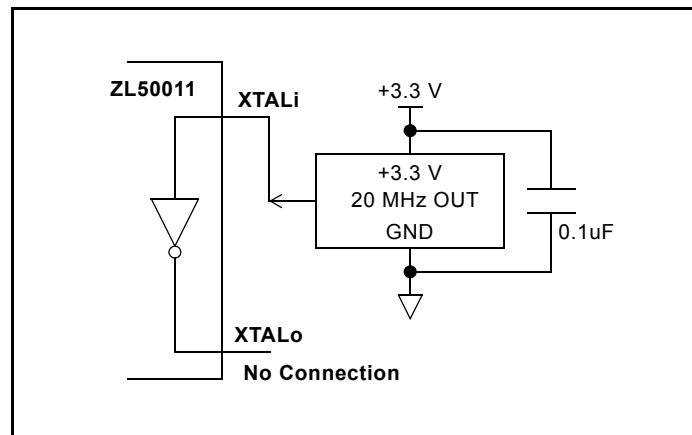 ZL50011
XTALi
+3.3 V
+3.3 V
20 MHz OUT
GND
0.1uF
XTALo
No Connection